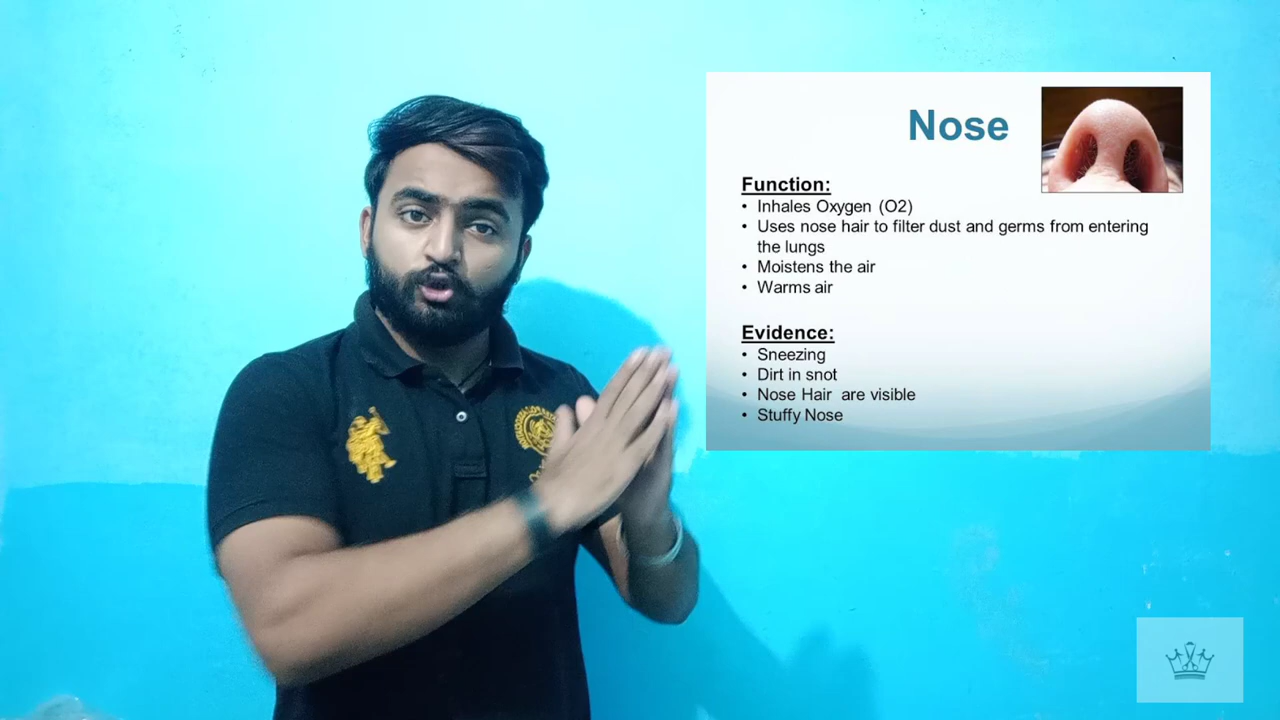 Nose
Function:
• Inhales Oxygen (O2)
• Uses nose hair to filter dust and germs from entering
the lungs
• Moistens the air
• Warms air
Evidence:
• Sneezing
• Dirt in snot
• Nose Hair  are visible
• Stuffy Nose